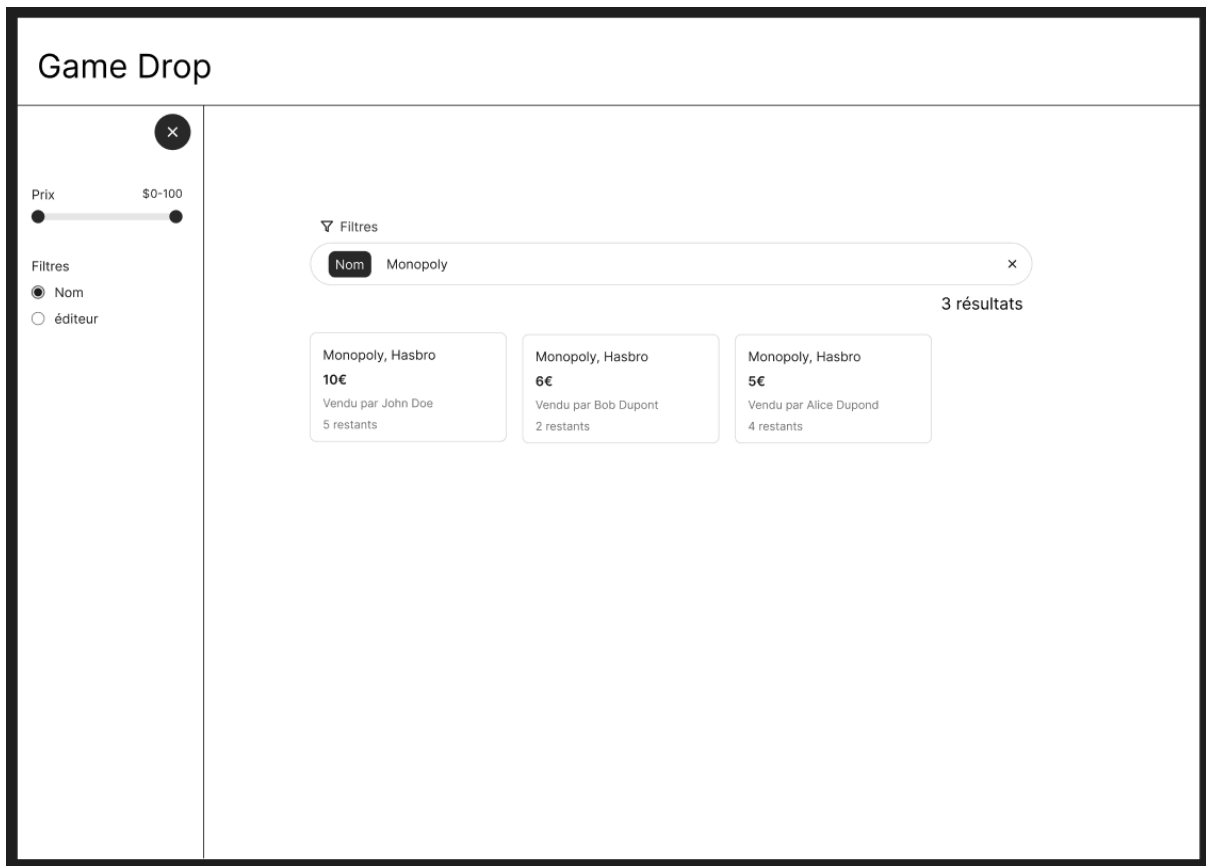 Game Drop
Prix $0-100
Filtres
Nom
éditeur
Filtres
Nom Monopoly
3 résultats
Monopoly, Hasbro
10€
Vendu par John Doe
5 restants
Monopoly, Hasbro
6€
Vendu par Bob Dupont
2 restants
Monopoly, Hasbro
5€
Vendu par Alice Dupond
4 restants